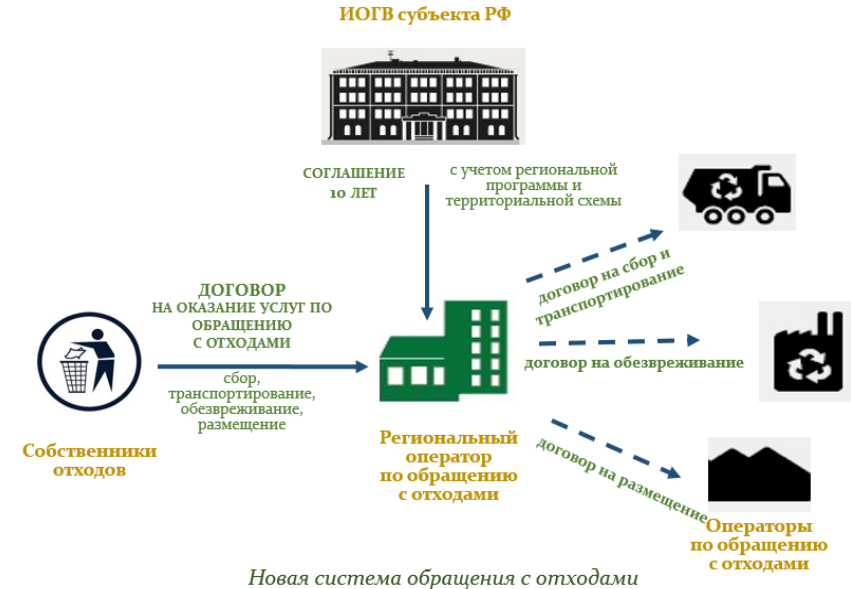 ИОГВ субъекта РФ
СОГЛАШЕНИЕ
10 ЛЕТ
с учетом региональной
программы и
территориальной схемы
ДОГОВОР
НА ОКАЗАНИЕ УСЛУГ ПО
ОБРАЩЕНИЮ
С ОТХОДАМИ
сбор,
транспортирование,
обезвреживание,
размещение
Собственники
отходов
Региональный
оператор
по обращению
с отходами
договор на сбор и
транспортирование
договор на обезвреживание
договор на размещение
Операторы
по обращению
с отходами
Новая система обращения с отходами